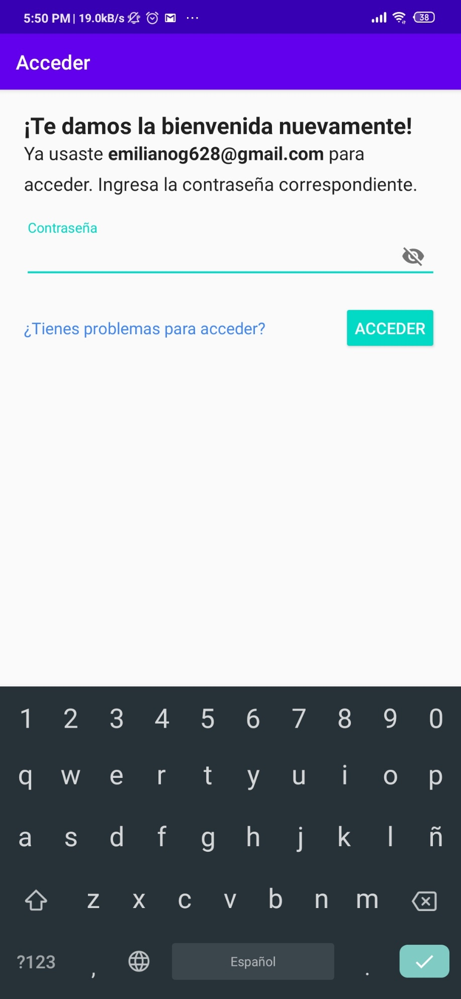 5:50 PM | 19.0kB/s ... 38
Acceder
¡Te damos la bienvenida nuevamente!
Ya usaste emilianog628@gmail.com para
acceder. Ingresa la contraseña correspondiente.
Contraseña
¿Tienes problemas para acceder? ACCEDER
1 2 3 4 5 6 7 8 9 0
q w e r t y u i o p
a s d f g h j k l ñ
z x c v b n m
?123 , Español .